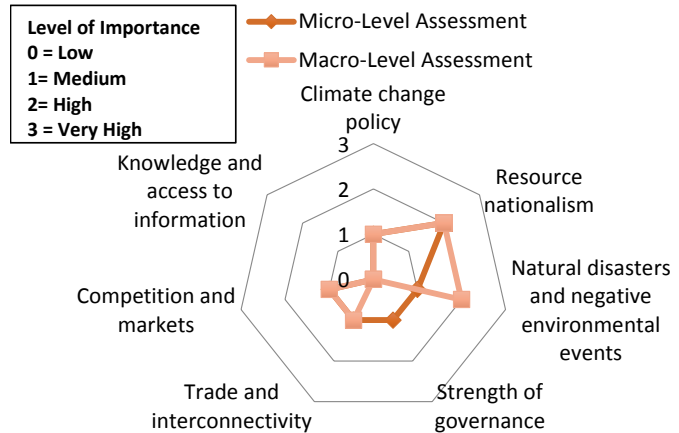 Level of Importance
0 = Low
1= Medium
2= High
3 = Very High
Micro-Level Assessment
Macro-Level Assessment
Climate change
policy
Resource
nationalism
Natural disasters
and negative
environmental
events
Strength of
governance
Trade and
interconnectivity
Competition and
markets
Knowledge and
access to
information
3
2
1
0